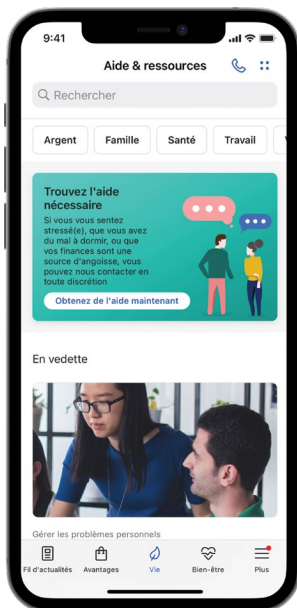 9:41
Aide & ressources
Rechercher
Argent
Famille
Santé
Travail
Trouvez l'aide
nécessaire
Si vous vous sentez
stressé(e), que vous avez
du mal à dormir, ou que
vos finances sont une
source d'angoisse, vous
pouvez nous contacter en
toute discrétion
Obtenez de l'aide maintenant
En vedette
Gérer les problèmes personnels
Fil d'actualités
Avantages
Vie
Bien-être
Plus